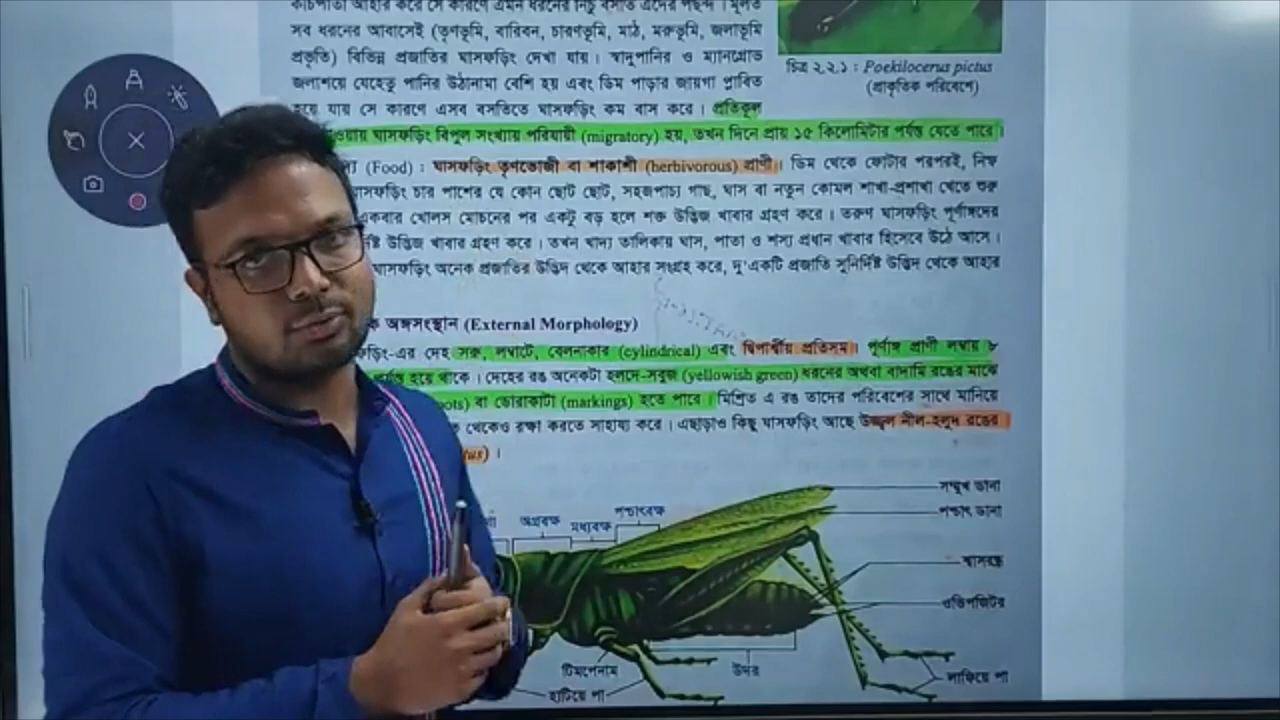 কচিপাতা আহার করে সে কারণে এমন ধরনের নিচু বসতি এদের পছন্দ । মূলত
সব ধরনের আবাসেই (তৃণভূমি, বারিবন, চারণভূমি, মাঠ, মরুভূমি, জলাভূমি
প্রভৃতি) বিভিন্ন প্রজাতির ঘাসফড়িং দেখা যায় । স্বাদুপানির ও ম্যানগ্রোভ
জলাশয়ে যেহেতু পানির উঠানামা বেশি হয় এবং ডিম পাড়ার জায়গা প্লাবিত
হয়ে যায় সে কারণে এসব বসতিতে ঘাসফড়িং কম বাস করে । প্রতিকূল
চিত্র ২.২.১ : Poekilocerus pictus
(প্রাকৃতিক পরিবেশে)
ওয়ায় ঘাসফড়িং বিপুল সংখ্যায় পরিযায়ী (migratory) হয়, তখন দিনে প্রায় ১৫ কিলোমিটার পর্যন্ত যেতে পারে ।
(Food) : ঘাসফড়িং তৃণভোজী বা শাকাশী (herbivorous) প্রাণী । ডিম থেকে ফোটার পরপরই, নিম্ফ
ঘাসফড়িং চার পাশের যে কোন ছোট ছোট, সহজপাচ্য গাছ, ঘাস বা নতুন কোমল শাখা-প্রশাখা খেতে শুরু
একবার খোলস মোচনের পর একটু বড় হলে শক্ত উদ্ভিজ খাবার গ্রহণ করে । তরুণ ঘাসফড়িং পূর্ণাঙ্গদের
উদ্ভিজ খাবার গ্রহণ করে । তখন খাদ্য তালিকায় ঘাস, পাতা ও শস্য প্রধান খাবার হিসেবে উঠে আসে ।
ঘাসফড়িং অনেক প্রজাতির উদ্ভিদ থেকে আহার সংগ্রহ করে, দু'একটি প্রজাতি সুনির্দিষ্ট উদ্ভিদ থেকে আহার
ক অঙ্গসংস্থান (External Morphology)
ফড়িং-এর দেহ সরু, লম্বাটে, বেলনাকার (cylindrical) এবং দ্বিপার্শ্বীয় প্রতিসম । পূর্ণাঙ্গ প্রাণী লম্বায় ৮
পর্যন্ত হয়ে থাকে । দেহের রঙ অনেকটা হলদে-সবুজ (yellowish green) ধরনের অথবা বাদামি রঙের মাঝে
ots) বা ডোরাকাটা (markings) হতে পারে । মিশ্রিত এ রঙ তাদের পরিবেশের সাথে মানিয়ে
থেকেও রক্ষা করতে সাহায্য করে । এছাড়াও কিছু ঘাসফড়িং আছে উজ্জ্বল নীল-হলুদ রঙের
us) ।
সম্মুখ ডানা
পশ্চাৎ ডানা
পশ্চাৎবক্ষ
অগ্রবক্ষ
মধ্যবক্ষ
শ্বাসরন্ধ্র
ওভিপজিটর
টিমপেনাম
উদর
লাফিয়ে পা
হাটিয়ে পা